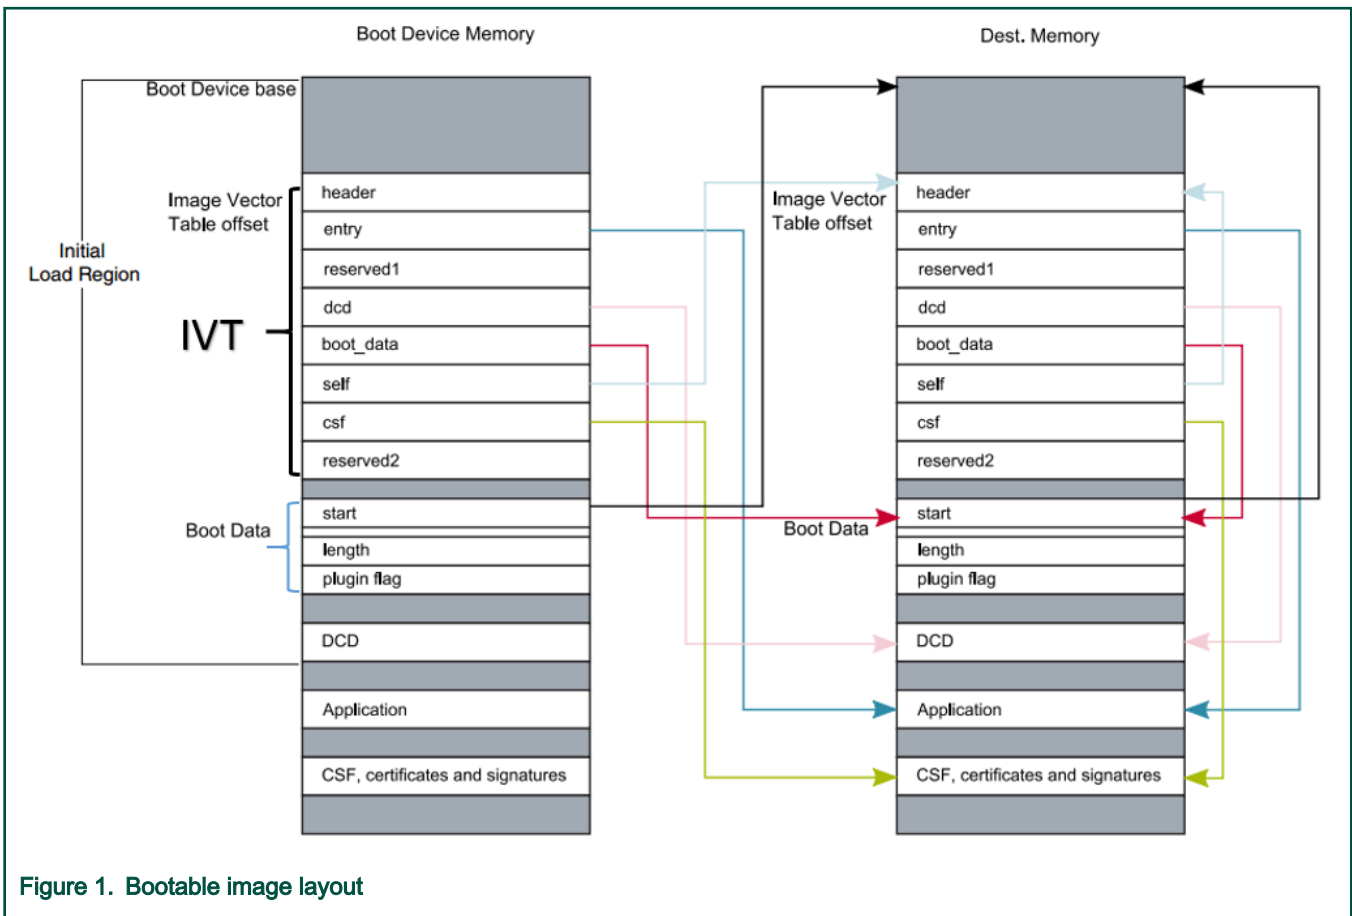 Boot Device Memory
Dest. Memory
Boot Device base
Image Vector
Table offset
Initial
Load Region
IVT
header
entry
reserved1
dcd
boot_data
self
csf
reserved2
Boot Data
start
length
plugin flag
DCD
Application
CSF, certificates and signatures
Image Vector
Table offset
header
entry
reserved1
dcd
boot_data
self
csf
reserved2
Boot Data
start
length
plugin flag
DCD
Application
CSF, certificates and signatures
Figure 1. Bootable image layout